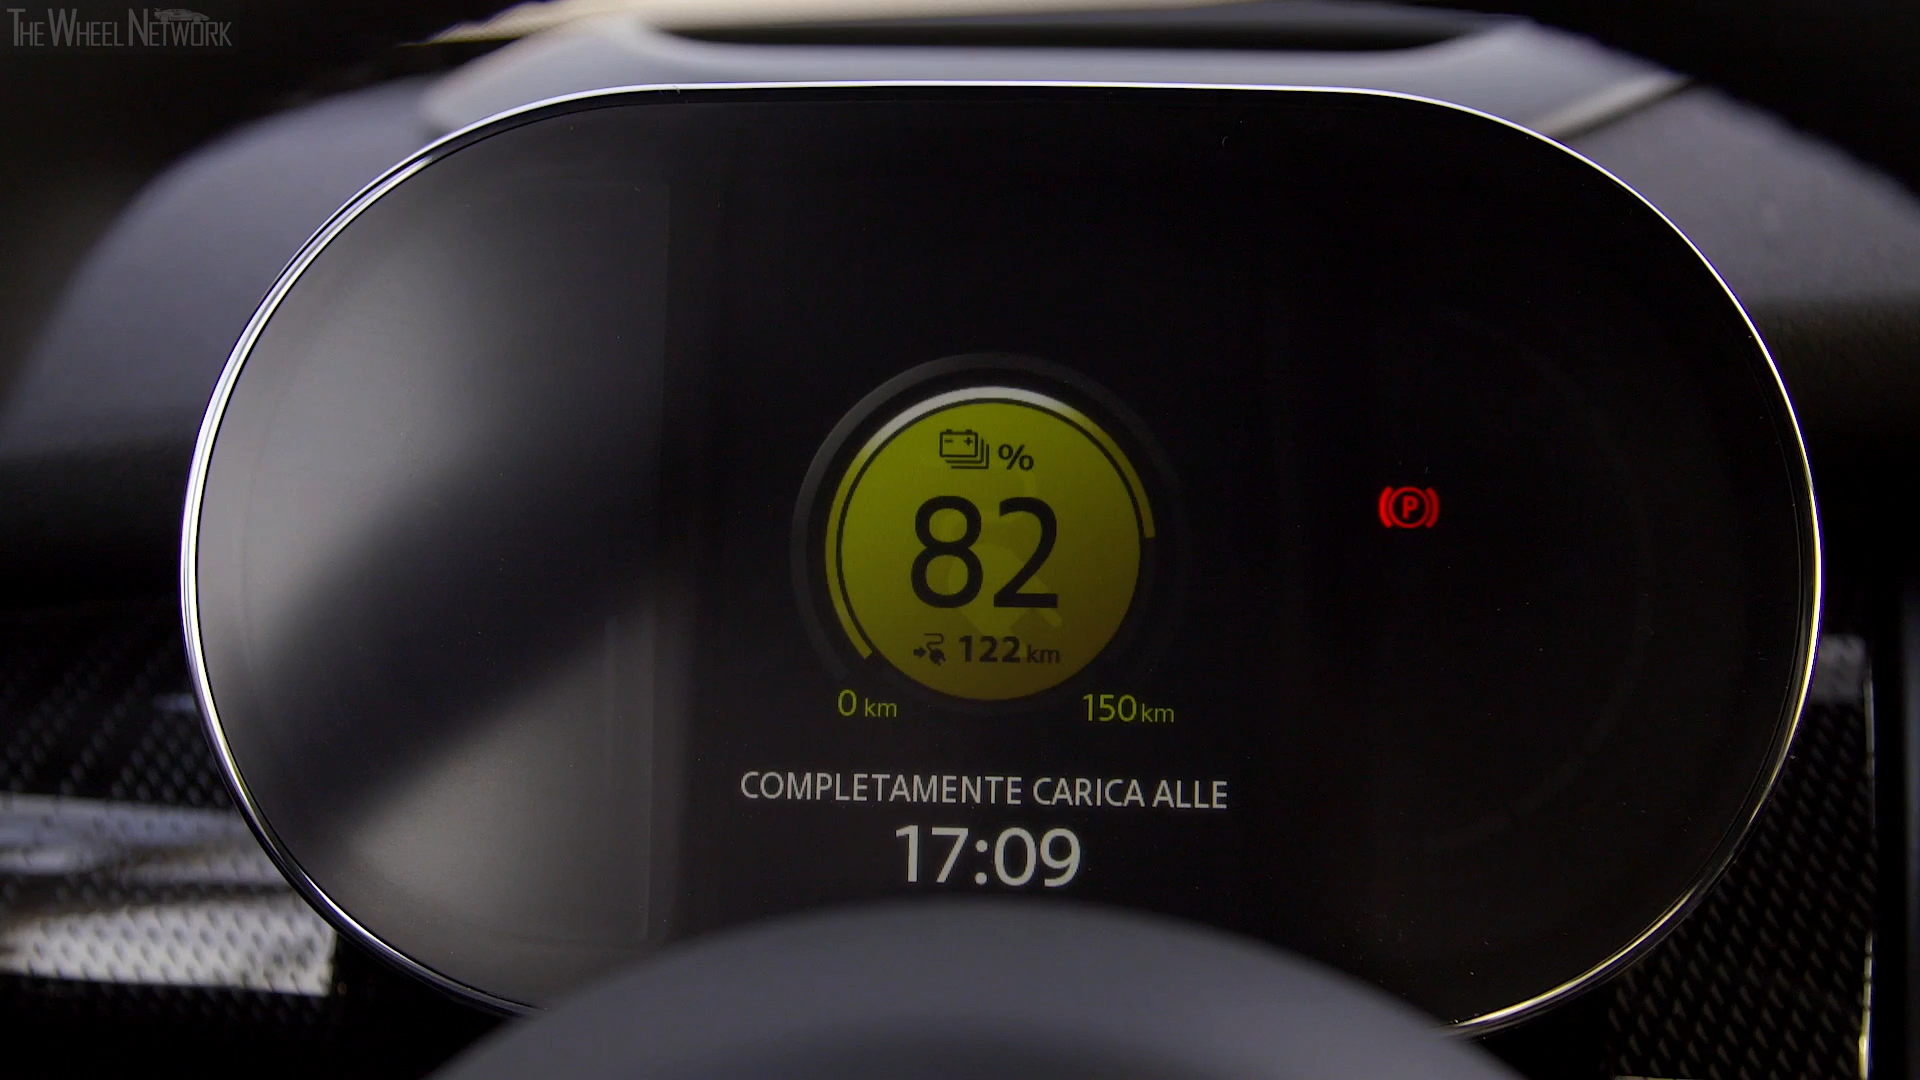 THE WHEEL NETWORK
%
82
122 km
0 km
150 km
P
COMPLETAMENTE CARICA ALLE
17:09